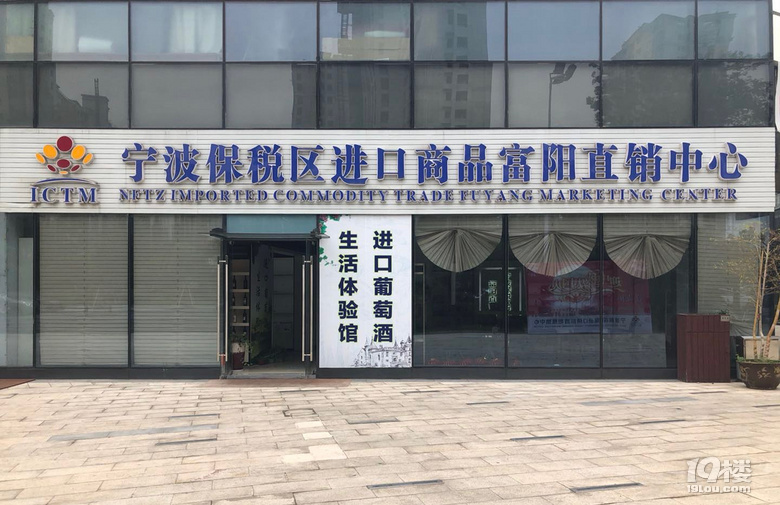 宁波保税区进口商品富阳直销中心
ICTM
NETZ IMPORTED COMMODITY TRADE FUYANG MARKETING CENTER
进口葡萄酒
生活体验馆
19楼
19lou.com